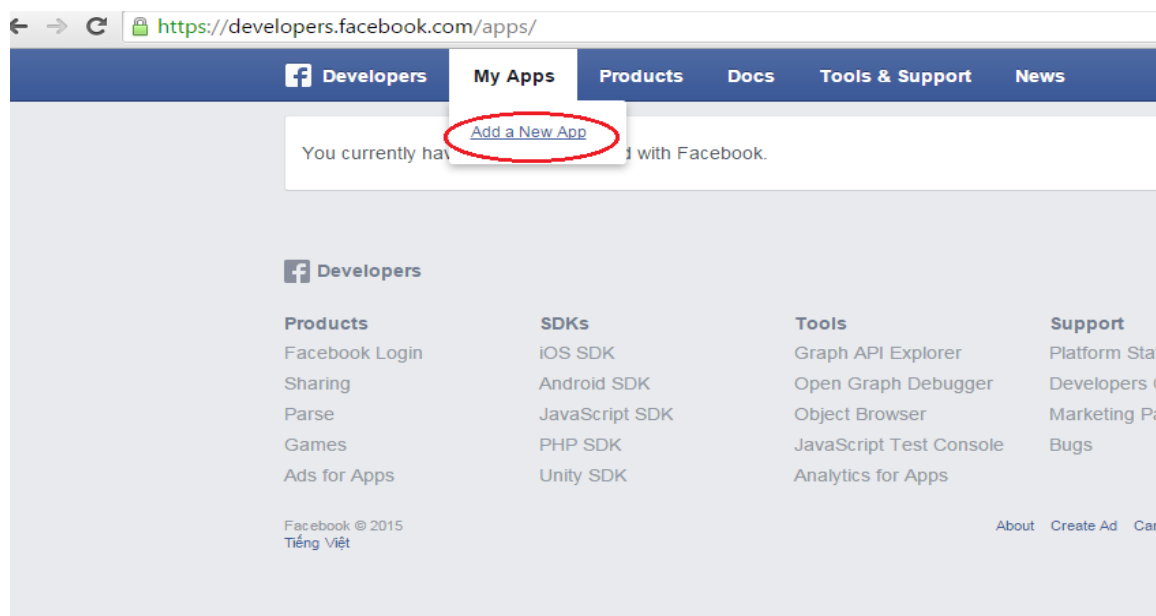 https://developers.facebook.com/apps/
Developers My Apps Products Docs Tools & Support News
Add a New App
You currently hav d with Facebook.
Developers
Products SDKs Tools Support
Facebook Login iOS SDK Graph API Explorer Platform Sta
Sharing Android SDK Open Graph Debugger Developers
Parse JavaScript SDK Object Browser Marketing Pa
Games PHP SDK JavaScript Test Console Bugs
Ads for Apps Unity SDK Analytics for Apps
Facebook © 2015 About Create Ad Car
Tiếng Việt